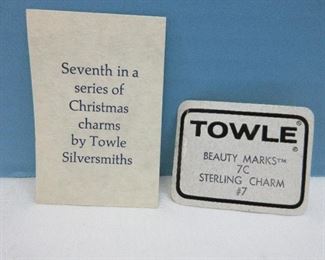 Seventh in a
series of
Christmas
charms
by Towle
Silversmiths
TOWLE®
BEAUTY MARKS™
7C
STERLING CHARM
#7